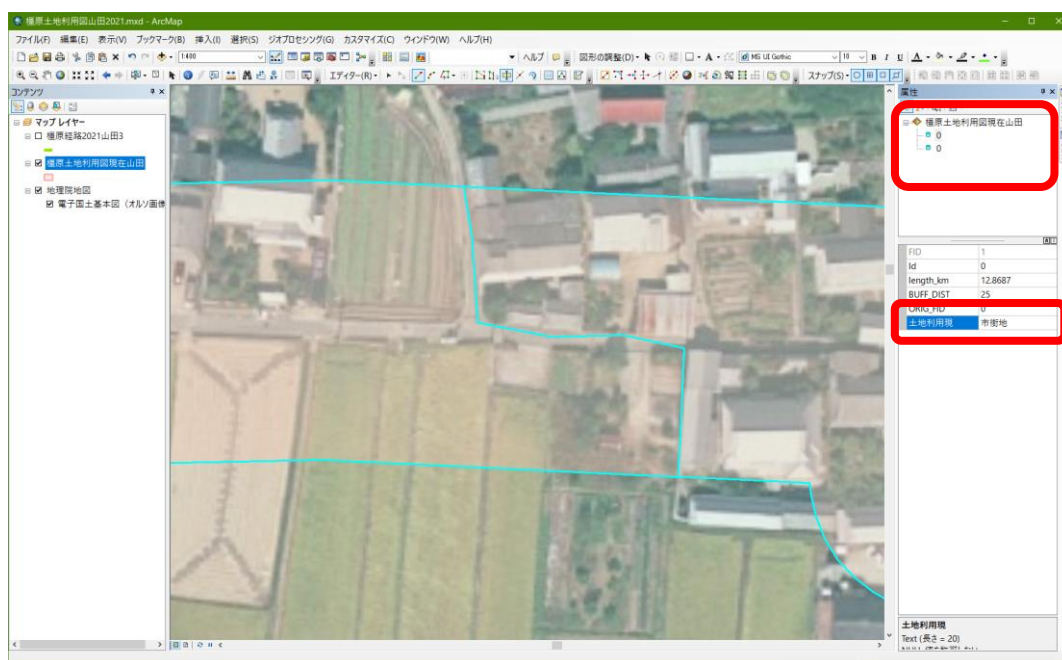 橿原土地利用図山田2021.mxd - ArcMap
ファイル(F) 編集(E) 表示(V) ブックマーク(B) 挿入(I) 選択(S) ジオプロセシング(G) カスタマイズ(C) ウィンドウ(W) ヘルプ(H)
1:400 ヘルプ 図形の調整(D) A MS UI Gothic 10 B I U A
エディター(R) スナップ(S)
コンテンツ
マップ レイヤー
橿原経路2021山田3
橿原土地利用図現在山田
地理院地図
電子国土基本図（オルソ画像
属性
橿原土地利用図現在山田
0
0
FID 1
Id 0
length_km 12.8687
BUFF_DIST 25
ORIG_FID 0
土地利用現 市街地
土地利用現
Text (長さ = 20)